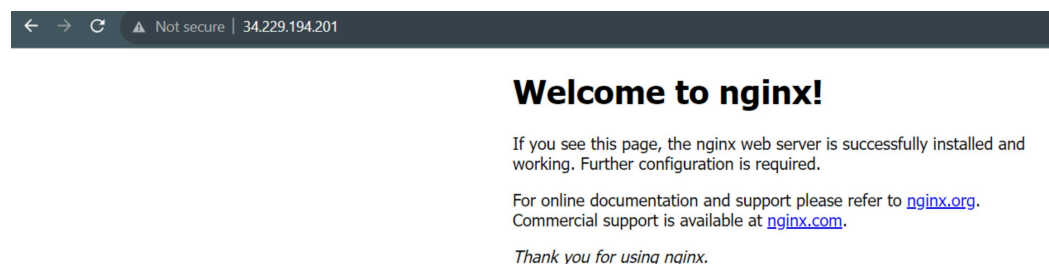 Not secure | 34.229.194.201
Welcome to nginx!
If you see this page, the nginx web server is successfully installed and
working. Further configuration is required.
For online documentation and support please refer to nginx.org.
Commercial support is available at nginx.com.
Thank you for using nginx.